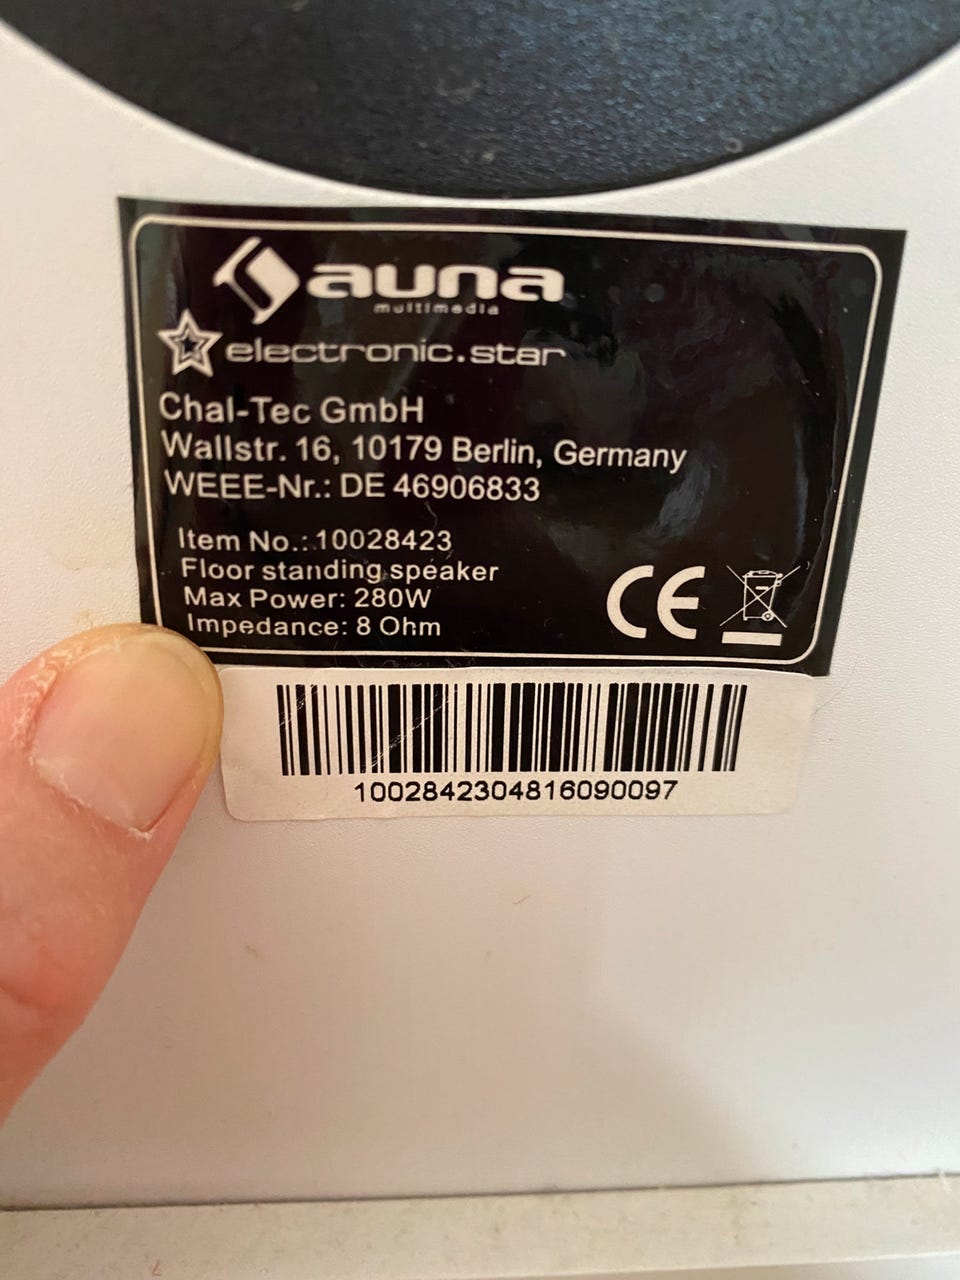 auna
multimedia
electronic.star
Chal-Tec GmbH
Wallstr. 16, 10179 Berlin, Germany
WEEE-Nr.: DE 46906833
Item No.: 10028423
Floor standing speaker
Max Power: 280W
Impedance: 8 Ohm
CE
1002842304816090097